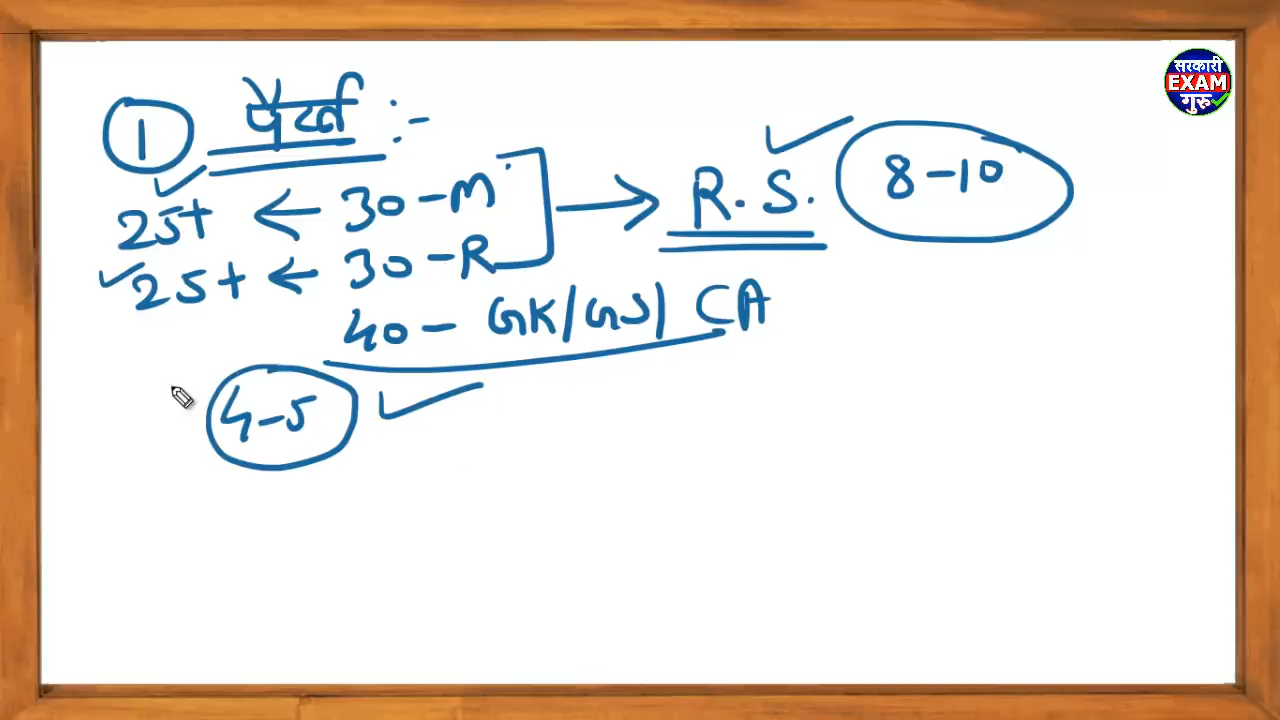 सरकारी
EXAM
गुरु
1 पैटर्न :-
25+ ← 30 - M
25+ ← 30 - R
→ R.S. 8-10
40 - GK/GS/ CA
4-5